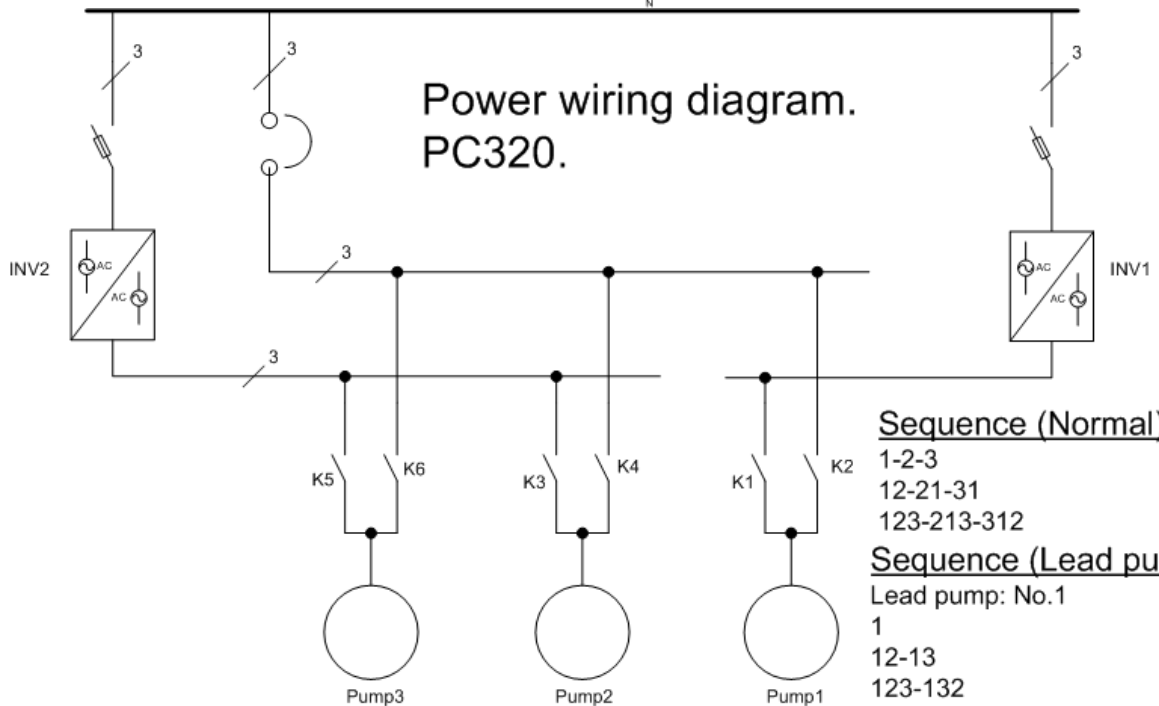 N
3
3
3
Power wiring diagram.
PC320.
3
INV2
AC
AC
AC
AC
INV1
3
K5
K6
K3
K4
K1
K2
Sequence (Normal)
1-2-3
12-21-31
123-213-312
Sequence (Lead pu
Lead pump: No.1
1
12-13
123-132
Pump3
Pump2
Pump1